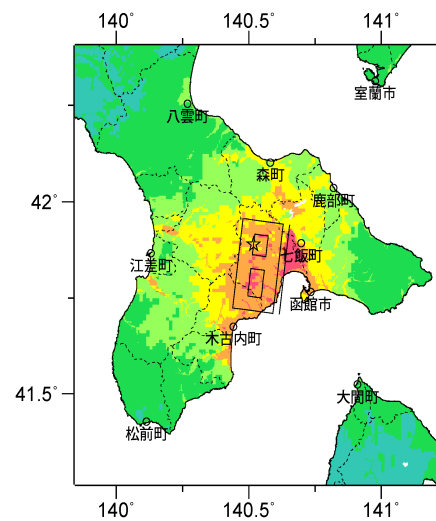 140° 140.5° 141°
室蘭市
八雲町
森町
鹿部町
42°
七飯町
江差町
函館市
木古内町
41.5°
大間町
松前町
140° 140.5° 141°